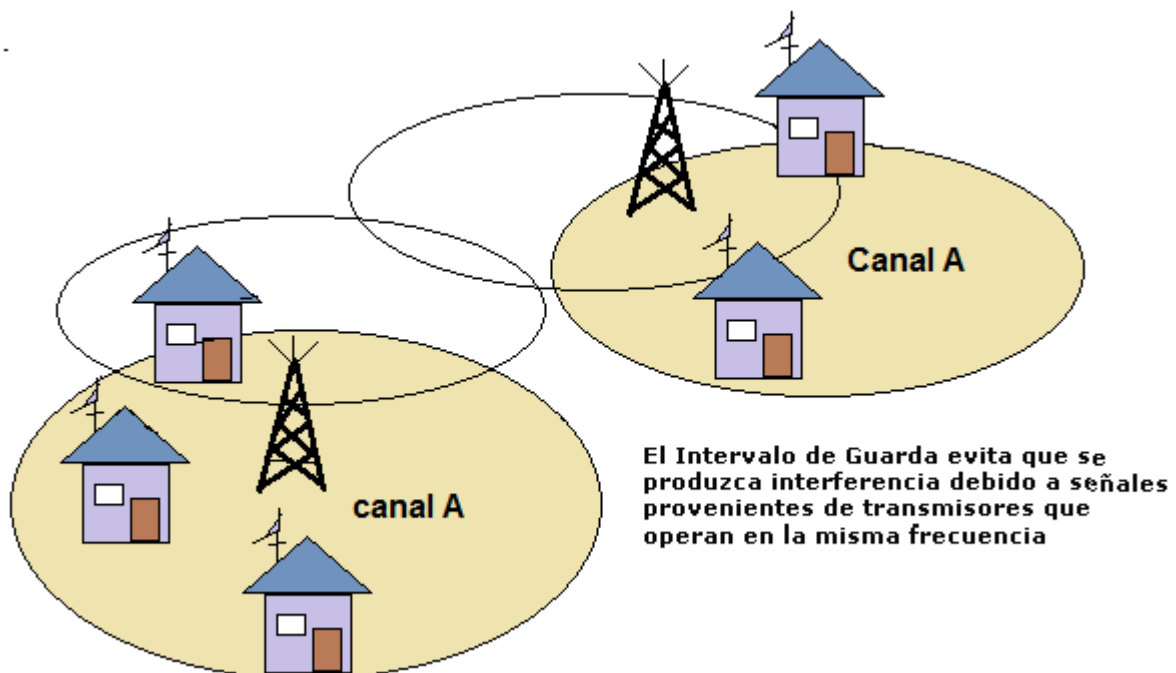 Canal A
canal A
El Intervalo de Guarda evita que se
produzca interferencia debido a señales
provenientes de transmisores que
operan en la misma frecuencia